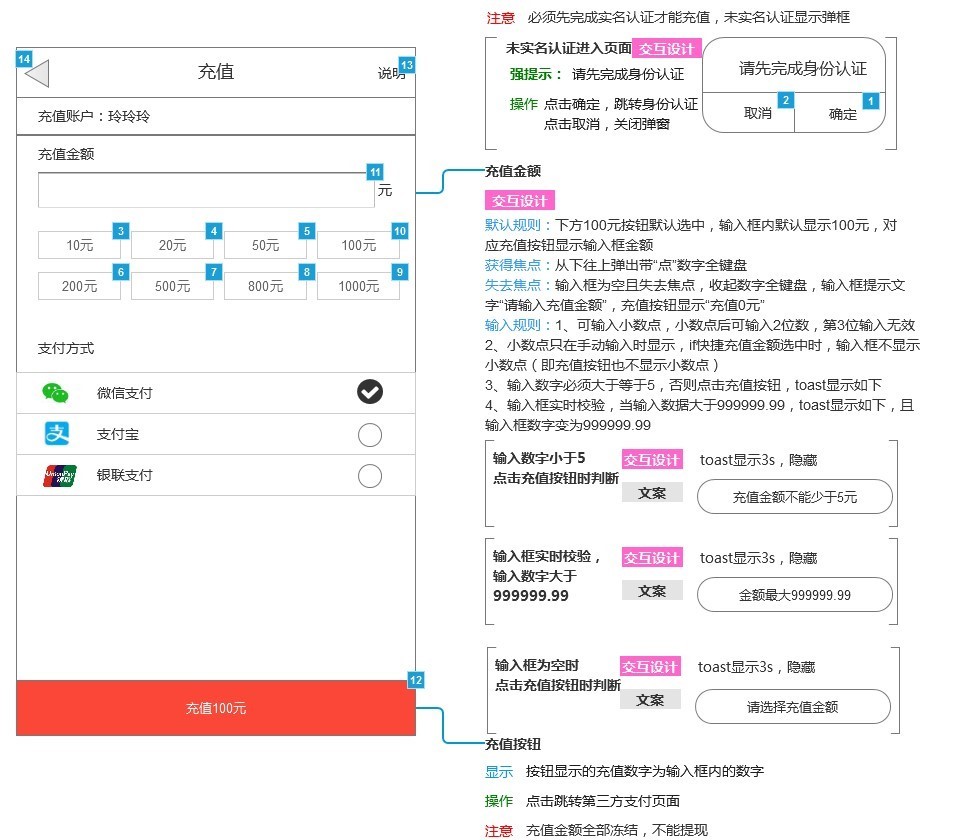 14
充值
说明
13
充值账户：玲玲玲
充值金额
11
元
10元
3
20元
4
50元
5
100元
10
200元
6
500元
7
800元
8
1000元
9
支付方式
微信支付
支
支付宝
UnionPay
银联
银联支付
12
充值100元
注意 必须先完成实名认证才能充值，未实名认证显示弹框
未实名认证进入页面 交互设计
强提示： 请先完成身份认证
操作 点击确定，跳转身份认证
点击取消，关闭弹窗
请先完成身份认证
取消
2
确定
1
充值金额
交互设计
默认规则：下方100元按钮默认选中，输入框内默认显示100元，对
应充值按钮显示输入框金额
获得焦点：从下往上弹出带“点”数字全键盘
失去焦点：输入框为空且失去焦点，收起数字全键盘，输入框提示文
字“请输入充值金额”，充值按钮显示“充值0元”
输入规则：1、可输入小数点，小数点后可输入2位数，第3位输入无效
2、小数点只在手动输入时显示，if快捷充值金额选中时，输入框不显示
小数点（即充值按钮也不显示小数点）
3、输入数字必须大于等于5，否则点击充值按钮，toast显示如下
4、输入框实时校验，当输入数据大于999999.99，toast显示如下，且
输入框数字变为999999.99
输入数字小于5
点击充值按钮时判断
交互设计 toast显示3s，隐藏
文案 充值金额不能少于5元
输入框实时校验，
输入数字大于
999999.99
交互设计 toast显示3s，隐藏
文案 金额最大999999.99
输入框为空时
点击充值按钮时判断
交互设计 toast显示3s，隐藏
文案 请选择充值金额
充值按钮
显示 按钮显示的充值数字为输入框内的数字
操作 点击跳转第三方支付页面
注意 充值金额全部冻结，不能提现